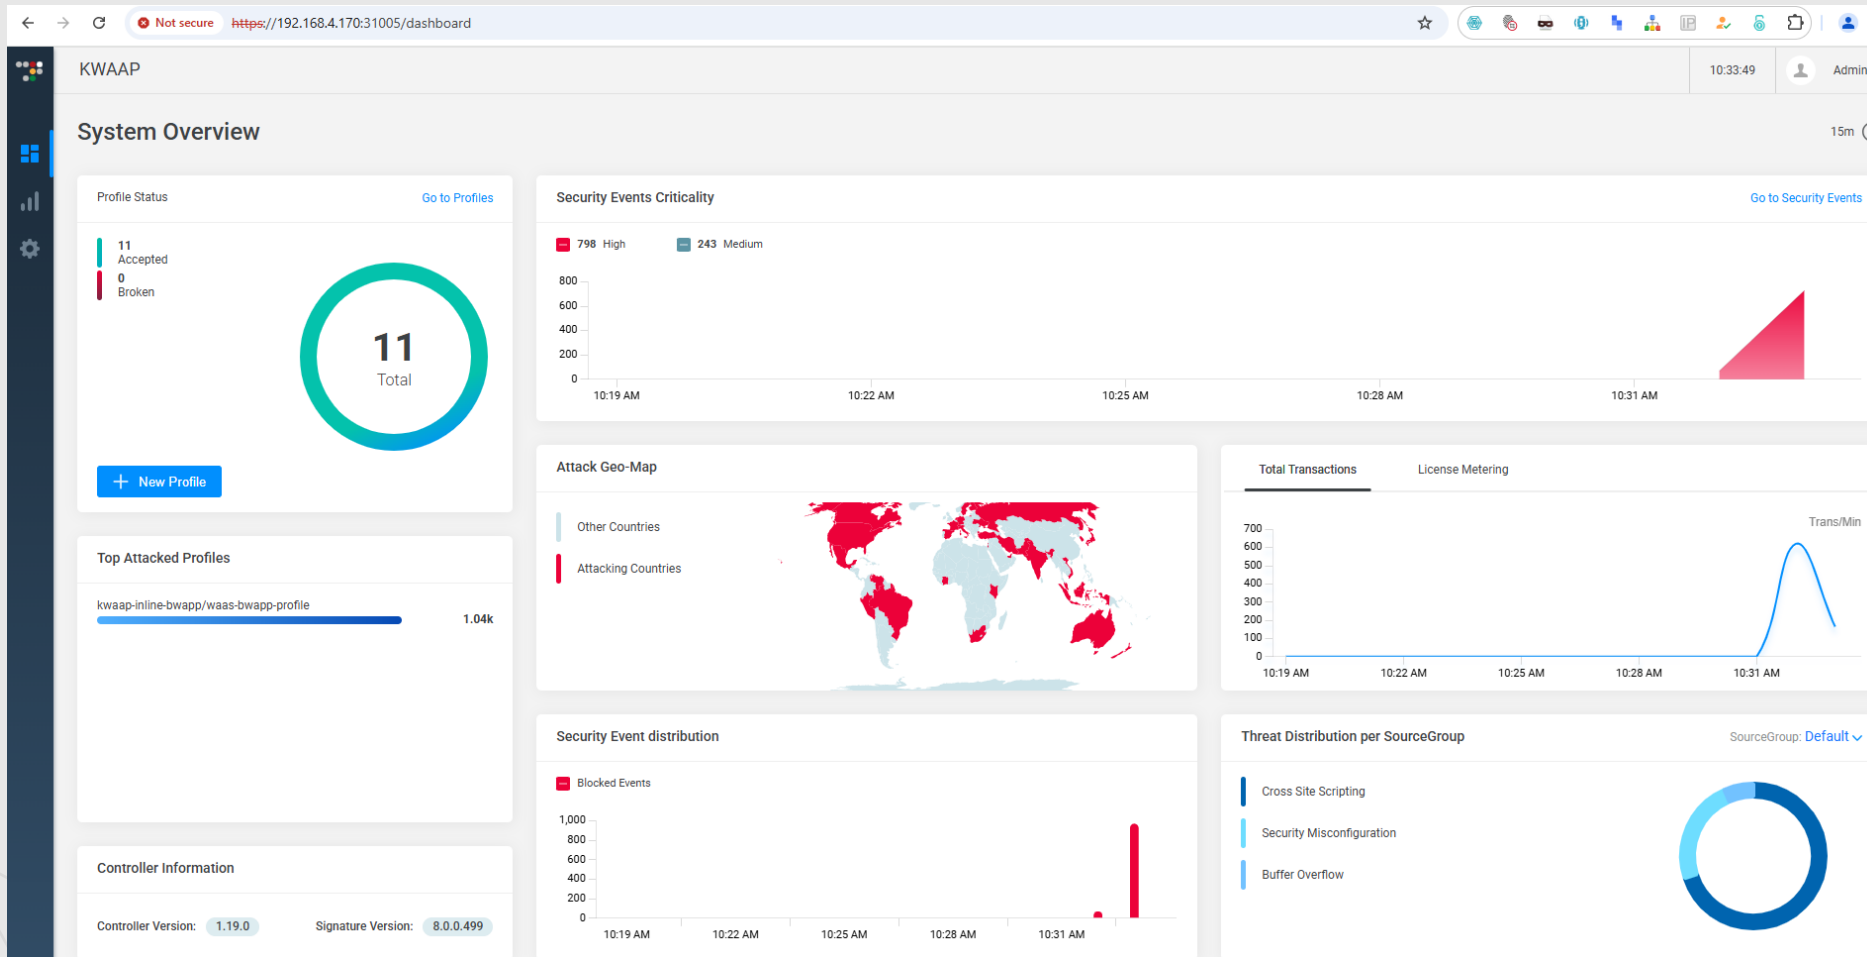 Not secure https://192.168.4.170:31005/dashboard
KWAAP
10:33:49
Admin
System Overview
15m
Profile Status
Go to Profiles
11
Accepted
0
Broken
11
Total
New Profile
Security Events Criticality
Go to Security Events
798 High
243 Medium
800
600
400
200
0
10:19 AM 10:22 AM 10:25 AM 10:28 AM 10:31 AM
Top Attacked Profiles
kwaap-inline-bwapp/waas-bwapp-profile
1.04k
Attack Geo-Map
Other Countries
Attacking Countries
Total Transactions License Metering
Trans/Min
700
600
500
400
300
200
100
0
10:19 AM 10:22 AM 10:25 AM 10:28 AM 10:31 AM
Controller Information
Controller Version: 1.19.0 Signature Version: 8.0.0.499
Security Event distribution
Blocked Events
1,000
800
600
400
200
0
10:19 AM 10:22 AM 10:25 AM 10:28 AM 10:31 AM
Threat Distribution per SourceGroup
SourceGroup: Default
Cross Site Scripting
Security Misconfiguration
Buffer Overflow